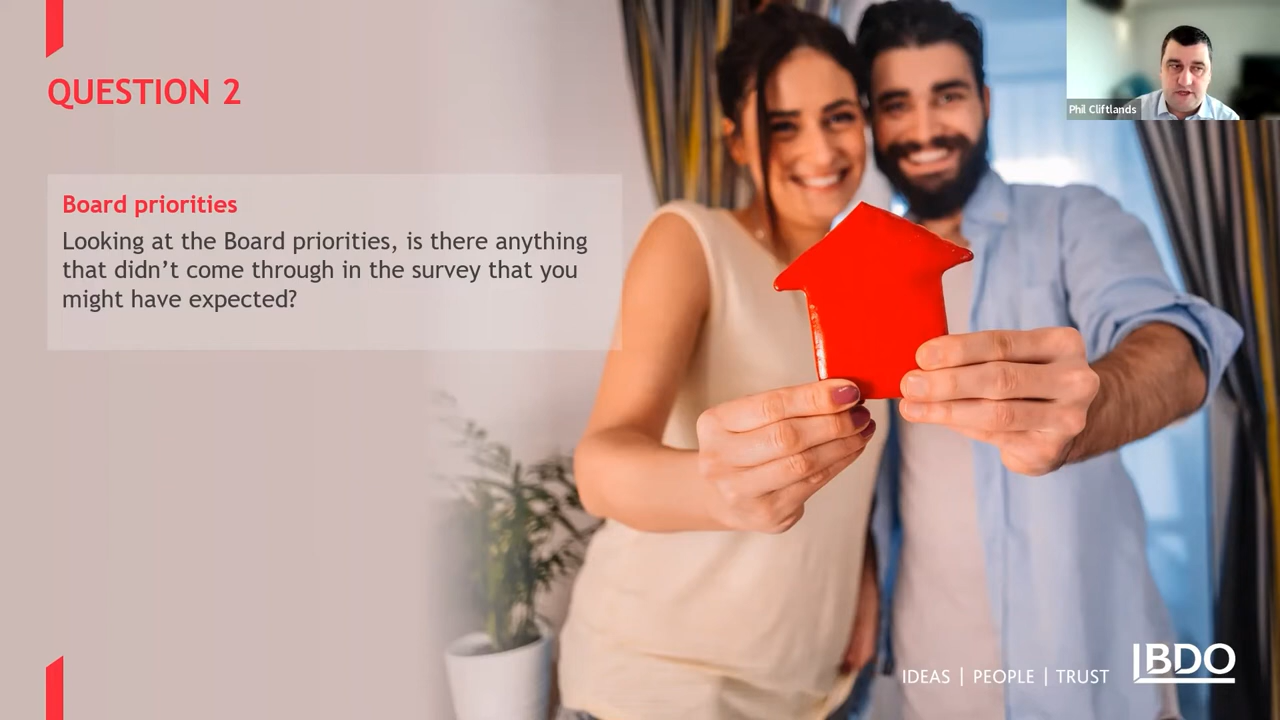 QUESTION 2
Phil Cliftlands
Board priorities
Looking at the Board priorities, is there anything
that didn’t come through in the survey that you
might have expected?
IDEAS | PEOPLE | TRUST
BDO